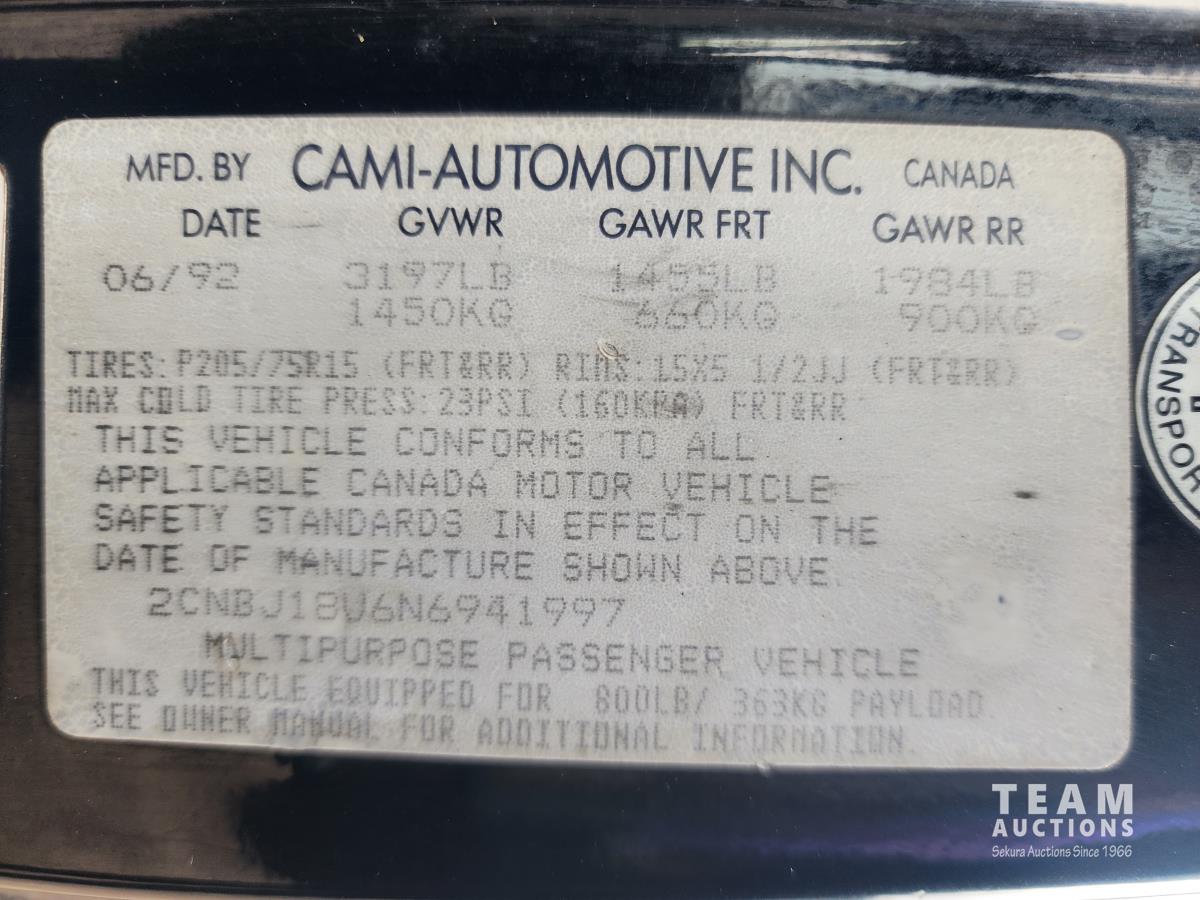 MFD. BY CAMI-AUTOMOTIVE INC. CANADA
DATE GVWR GAWR FRT GAWR RR
06/92 3197LB 1455LB 1984LB
1450KG 660KG 900KG
TIRES: P205/75R15 (FRT&RR) RIMS: 15X5 1/2JJ (FRT&RR)
MAX COLD TIRE PRESS: 23PSI (160KPA) FRT&RR
THIS VEHICLE CONFORMS TO ALL
APPLICABLE CANADA MOTOR VEHICLE
SAFETY STANDARDS IN EFFECT ON THE
DATE OF MANUFACTURE SHOWN ABOVE.
2CNBJ18U6N6941997
MULTIPURPOSE PASSENGER VEHICLE
THIS VEHICLE EQUIPPED FOR 800LB/ 363KG PAYLOAD
SEE OWNER MANUAL FOR ADDITIONAL INFORMATION.
TRANSPOR
TEAM
AUCTIONS
Sekura Auctions Since 1966